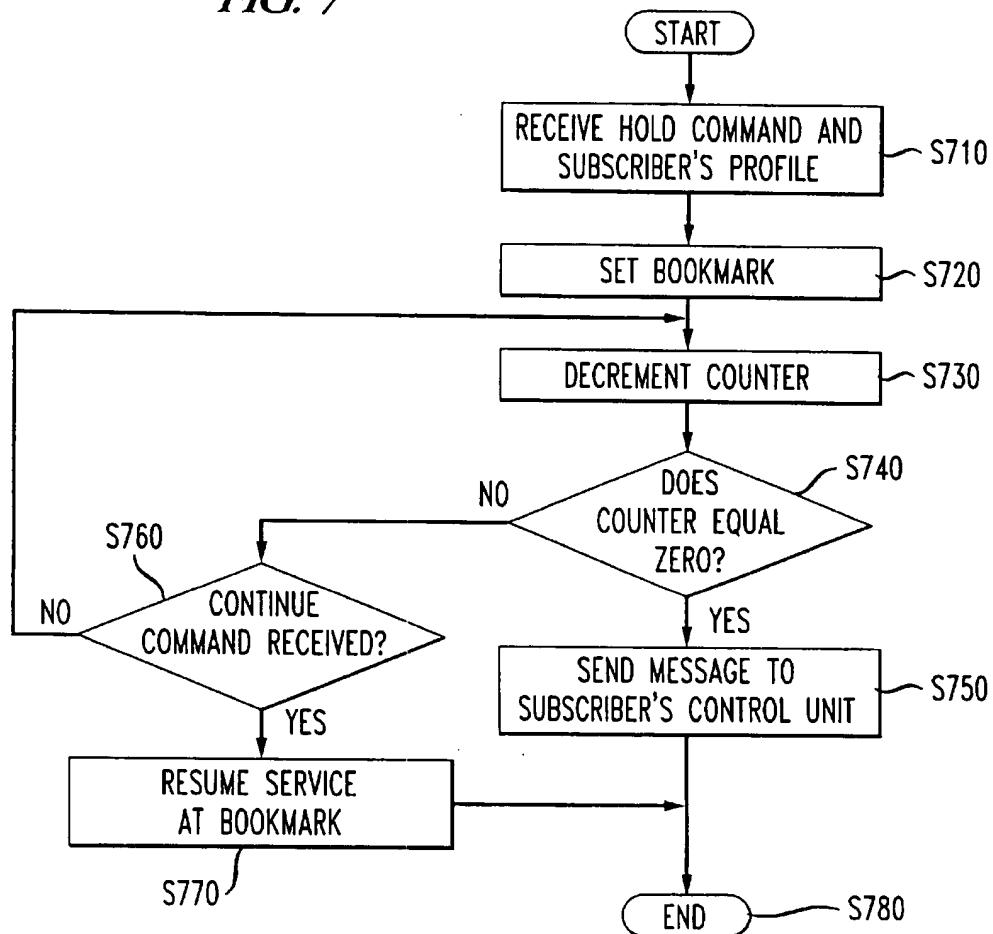 FIG. 7
START
RECEIVE HOLD COMMAND AND
SUBSCRIBER'S PROFILE
S710
SET BOOKMARK
S720
DECREMENT COUNTER
S730
DOES
COUNTER EQUAL
ZERO?
S740
NO
YES
S760
CONTINUE
COMMAND RECEIVED?
NO
YES
SEND MESSAGE TO
SUBSCRIBER'S CONTROL UNIT
S750
RESUME SERVICE
AT BOOKMARK
S770
END
S780